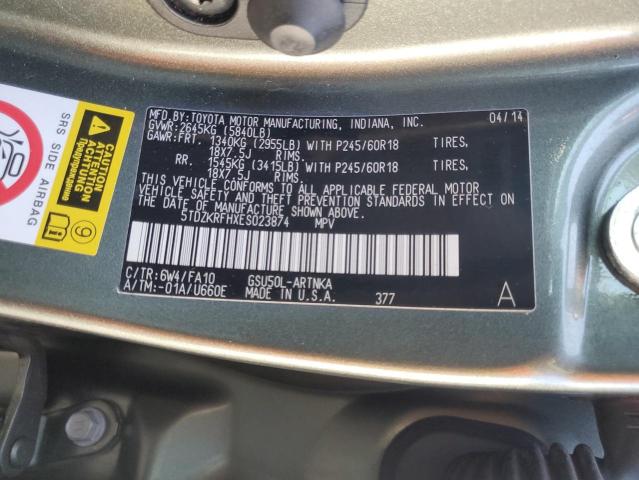 MFD.BY:TOYOTA MOTOR MANUFACTURING, INDIANA, INC. 04/14
GVWR:2645KG (5840LB)
GAWR:FRT. 1340KG (2955LB) WITH P245/60R18 TIRES,
18X7.5J RIMS.
RR. 1545KG (3415LB) WITH P245/60R18 TIRES,
18X7.5J RIMS.
THIS VEHICLE CONFORMS TO ALL APPLICABLE FEDERAL MOTOR
VEHICLE SAFETY AND THEFT PREVENTION STANDARDS IN EFFECT ON
THE DATE OF MANUFACTURE SHOWN ABOVE.
5TDZKRFHXES023874 MPV
C/TR:6W4/FA10 GSU50L-ARTNKA
A/TM:-01A/U660E MADE IN U.S.A. 377 A
SRS SIDE AIRBAG
ATTENTION
ACHTUNG
9